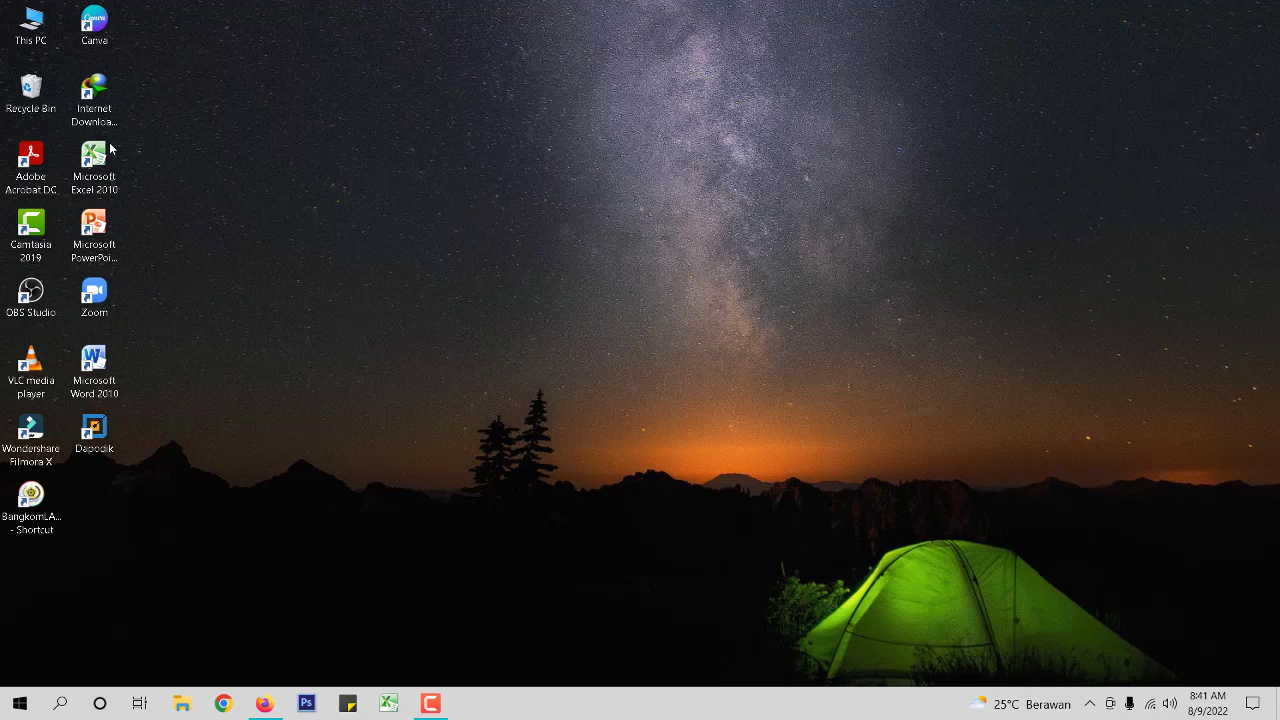 This PC
Canva
Recycle Bin
Internet
Downloa...
Adobe
Acrobat DC
Microsoft
Excel 2010
Camtasia
2019
Microsoft
PowerPoi...
OBS Studio
Zoom
VLC media
player
Microsoft
Word 2010
Wondershare
Filmora X
Dapodik
BangkomLA...
- Shortcut
Ps
25°C Berawan
8:41 AM
8/9/2022